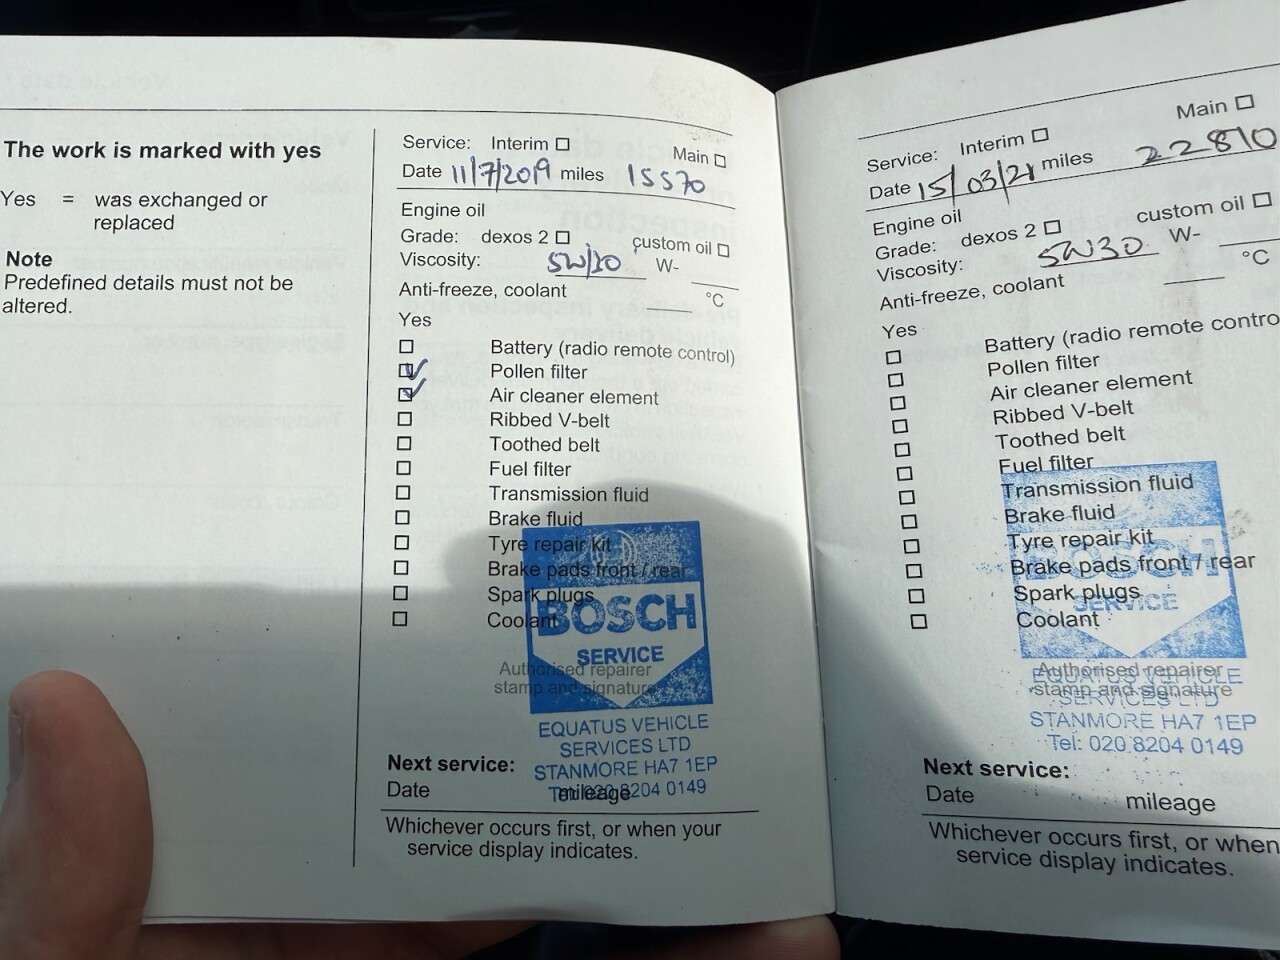 The work is marked with yes
Yes = was exchanged or
replaced
Note
Predefined details must not be
altered.
Service: Interim Main
Date 11/7/2019 miles 15570
Engine oil
Grade: dexos 2 custom oil
Viscosity: 5W/30 W-
Anti-freeze, coolant °C
Yes
Battery (radio remote control)
Pollen filter
Air cleaner element
Ribbed V-belt
Toothed belt
Fuel filter
Transmission fluid
Brake fluid
Tyre repair kit
Brake pads front / rear
Spark plugs
Coolant
BOSCH
SERVICE
Authorised repairer
stamp and signature
EQUATUS VEHICLE
SERVICES LTD
STANMORE HA7 1EP
Tel: 020 8204 0149
Next service:
Date mileage
Whichever occurs first, or when your
service display indicates.
Service: Interim Main
Date 15/03/21 miles 22810
Engine oil
Grade: dexos 2 custom oil
Viscosity: 5W30 W-
Anti-freeze, coolant °C
Yes
Battery (radio remote contro
Pollen filter
Air cleaner element
Ribbed V-belt
Toothed belt
Fuel filter
Transmission fluid
Brake fluid
Tyre repair kit
Brake pads front / rear
Spark plugs
Coolant
BOSCH
SERVICE
Authorised repairer
stamp and signature
EQUATUS VEHICLE
SERVICES LTD
STANMORE HA7 1EP
Tel: 020 8204 0149
Next service:
Date mileage
Whichever occurs first, or when
service display indicates.